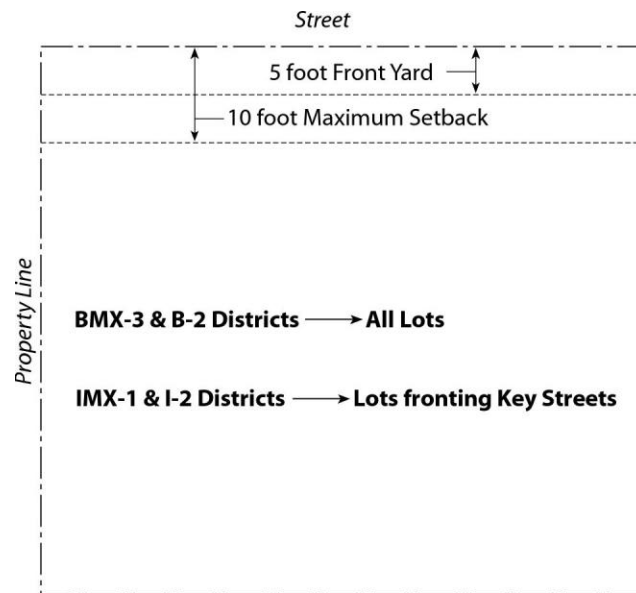 Street
5 foot Front Yard
10 foot Maximum Setback
Property Line
BMX-3 & B-2 Districts → All Lots
IMX-1 & I-2 Districts → Lots fronting Key Streets